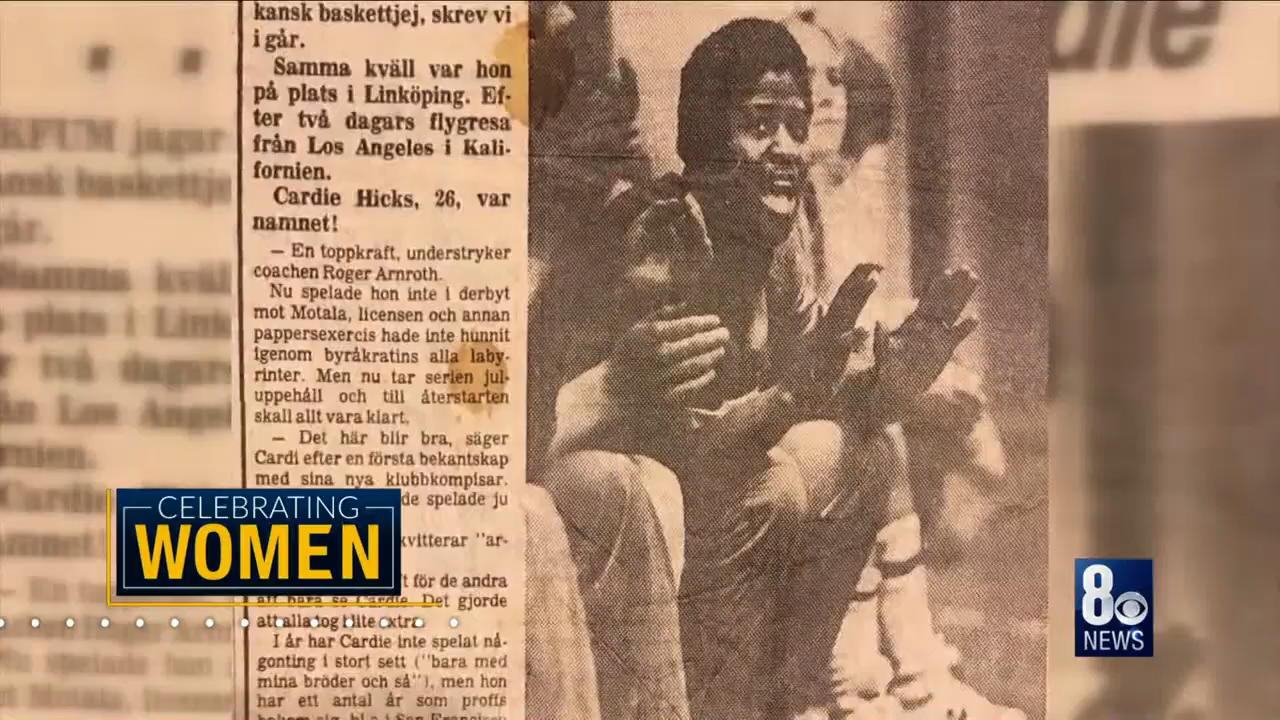 kansk baskettjej, skrev vi
i går.
Samma kväll var hon
på plats i Linköping. Ef-
ter två dagars flygresa
från Los Angeles i Kali-
fornien.
Cardie Hicks, 26, var
namnet!
— En toppkraft, understryker
coachen Roger Arnroth.
Nu spelade hon inte i derbyt
mot Motala, licensen och annan
pappersexercis hade inte hunnit
igenom byråkratins alla laby-
rinter. Men nu tar serien jul-
uppehåll och till återstarten
skall allt vara klart.
— Det här blir bra, säger
Cardi efter en första bekantskap
med sina nya klubbkompisar.
de spelade ju
kvitterar "ar-
t för de andra
att bara se Cardie. Det gjorde
att alla tog i lite extra
I år har Cardie inte spelat nå-
gonting i stort sett ("bara med
mina bröder och så"), men hon
har ett antal år som proffs
CELEBRATING
WOMEN
8
NEWS